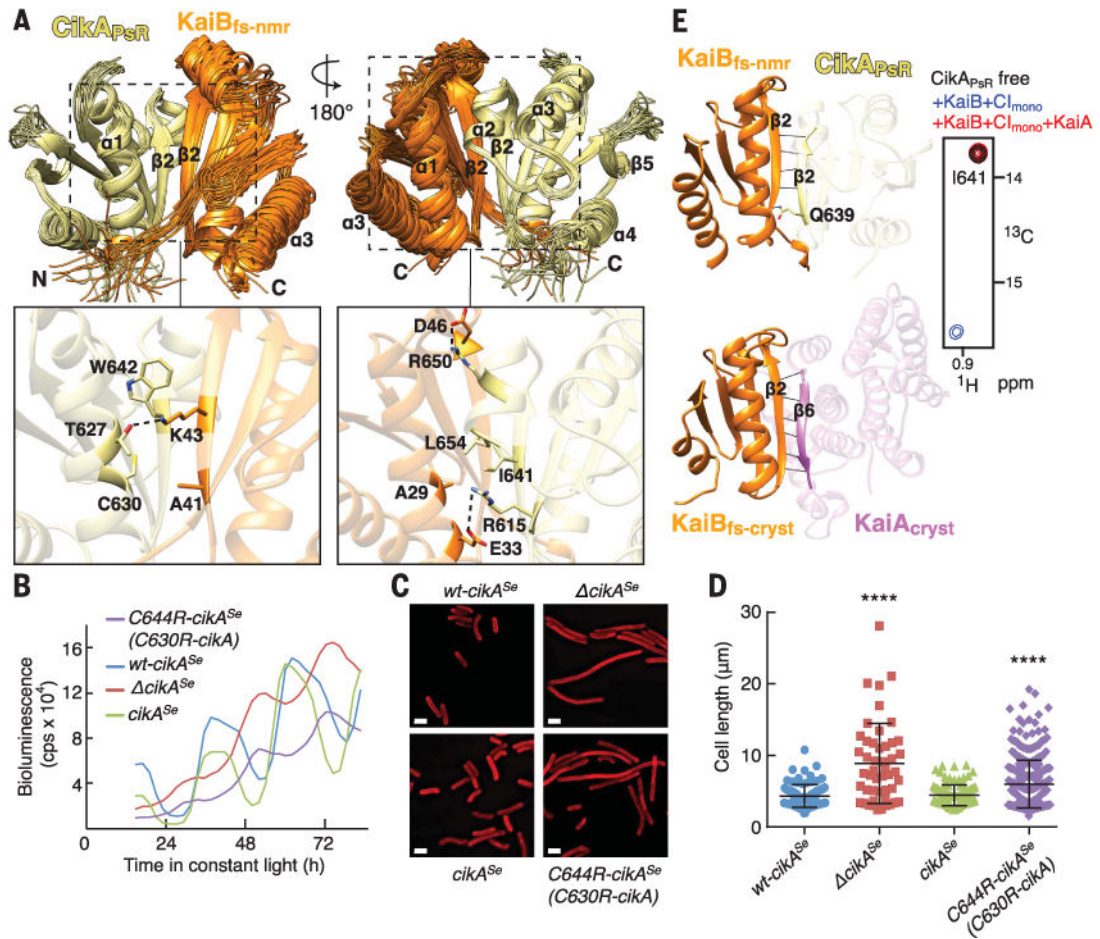 A
CikAPsR
KaiBfs-nmr
180°
α1
β2
β2
α3
N
C
α2
β2
α3
α1
β5
α3
α4
C
C
W642
T627
K43
C630
A41
D46
R650
L654
I641
A29
R615
E33
B
C644R-cikASe
(C630R-cikA)
wt-cikASe
ΔcikASe
cikASe
Bioluminescence
(cps x 10⁴)
16
12
8
4
0
24
48
72
Time in constant light (h)
C
wt-cikASe
ΔcikASe
cikASe
C644R-cikASe
(C630R-cikA)
D
Cell length (µm)
30
20
10
0
****
****
wt-cikASe
ΔcikASe
cikASe
C644R-cikASe
(C630R-cikA)
E
KaiBfs-nmr
CikAPsR
β2
β2
Q639
CikAPsR free
+KaiB+CImono
+KaiB+CImono+KaiA
I641
14
13C
15
0.9
1H
ppm
β2
β6
KaiBfs-cryst
KaiAcryst